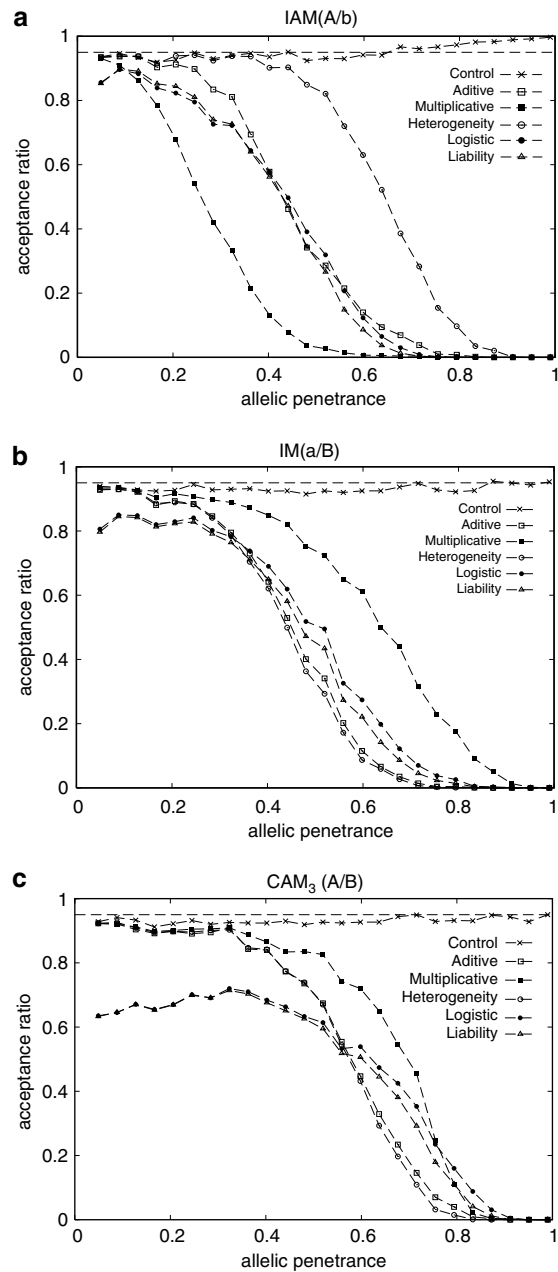 a
IAM(A/b)
1
0.8
0.6
0.4
0.2
0
acceptance ratio
Control
Aditive
Multiplicative
Heterogeneity
Logistic
Liability
0 0.2 0.4 0.6 0.8 1
allelic penetrance
b
IM(a/B)
1
0.8
0.6
0.4
0.2
0
acceptance ratio
Control
Aditive
Multiplicative
Heterogeneity
Logistic
Liability
0 0.2 0.4 0.6 0.8 1
allelic penetrance
c
CAM₃ (A/B)
1
0.8
0.6
0.4
0.2
0
acceptance ratio
Control
Aditive
Multiplicative
Heterogeneity
Logistic
Liability
0 0.2 0.4 0.6 0.8 1
allelic penetrance